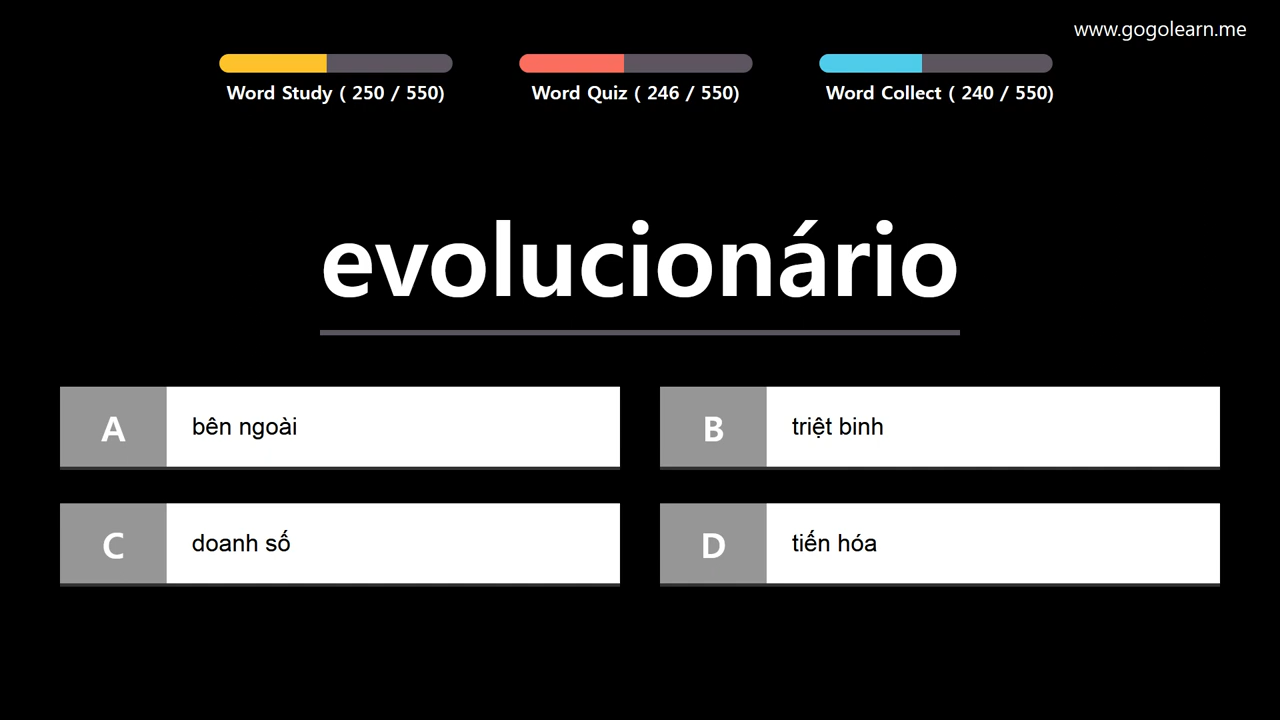 www.gogolearn.me
Word Study ( 250 / 550)
Word Quiz ( 246 / 550)
Word Collect ( 240 / 550)
evolucionário
A bên ngoài
B triệt binh
C doanh số
D tiến hóa